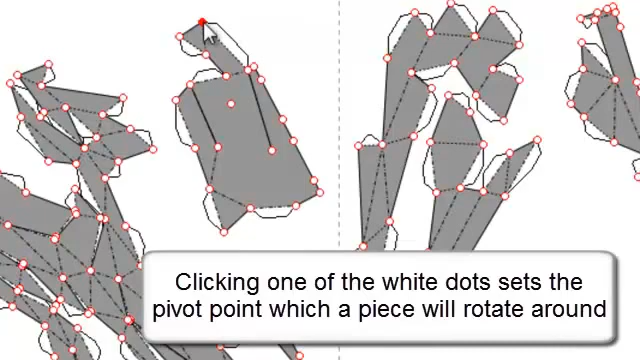 Clicking one of the white dots sets the
pivot point which a piece will rotate around